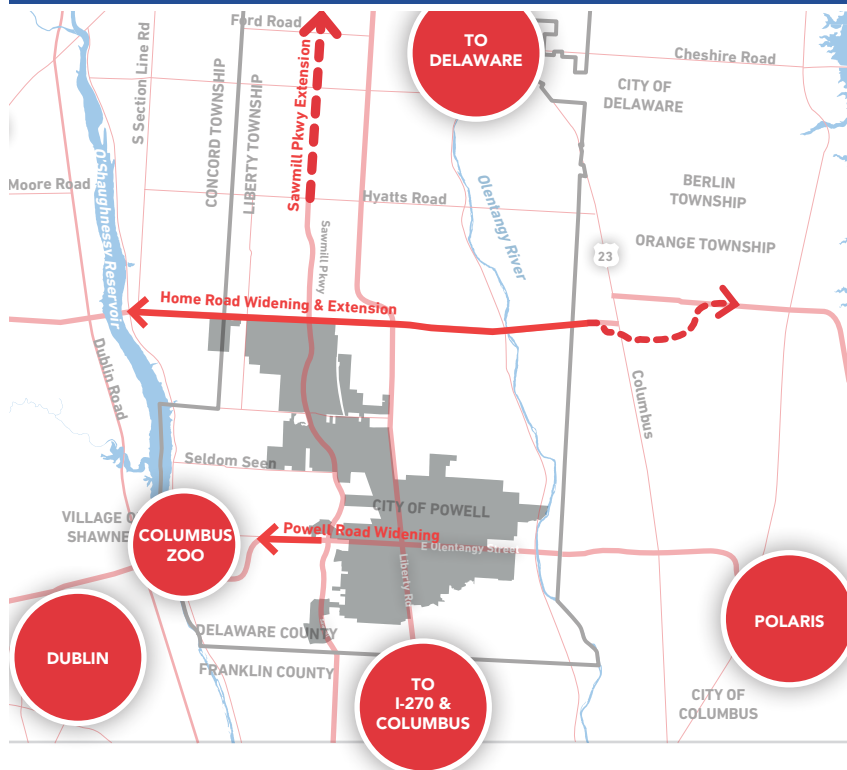 Ford Road
TO
DELAWARE
Cheshire Road
S Section Line Rd
CONCORD TOWNSHIP
LIBERTY TOWNSHIP
Sawmill Pkwy Extension
CITY OF
DELAWARE
O'Shaughnessy Reservoir
Moore Road
Hyatts Road
Olentangy River
BERLIN
TOWNSHIP
Sawmill Pkwy
ORANGE TOWNSHIP
23
Home Road Widening & Extension
Dublin Road
Columbus
Seldom Seen
CITY OF POWELL
VILLAGE O
SHAWNE
COLUMBUS
ZOO
Powell Road Widening
E Olentangy Street
Liberty Rd
DELAWARE COUNTY
FRANKLIN COUNTY
DUBLIN
POLARIS
TO
I-270 &
COLUMBUS
CITY OF
COLUMBUS